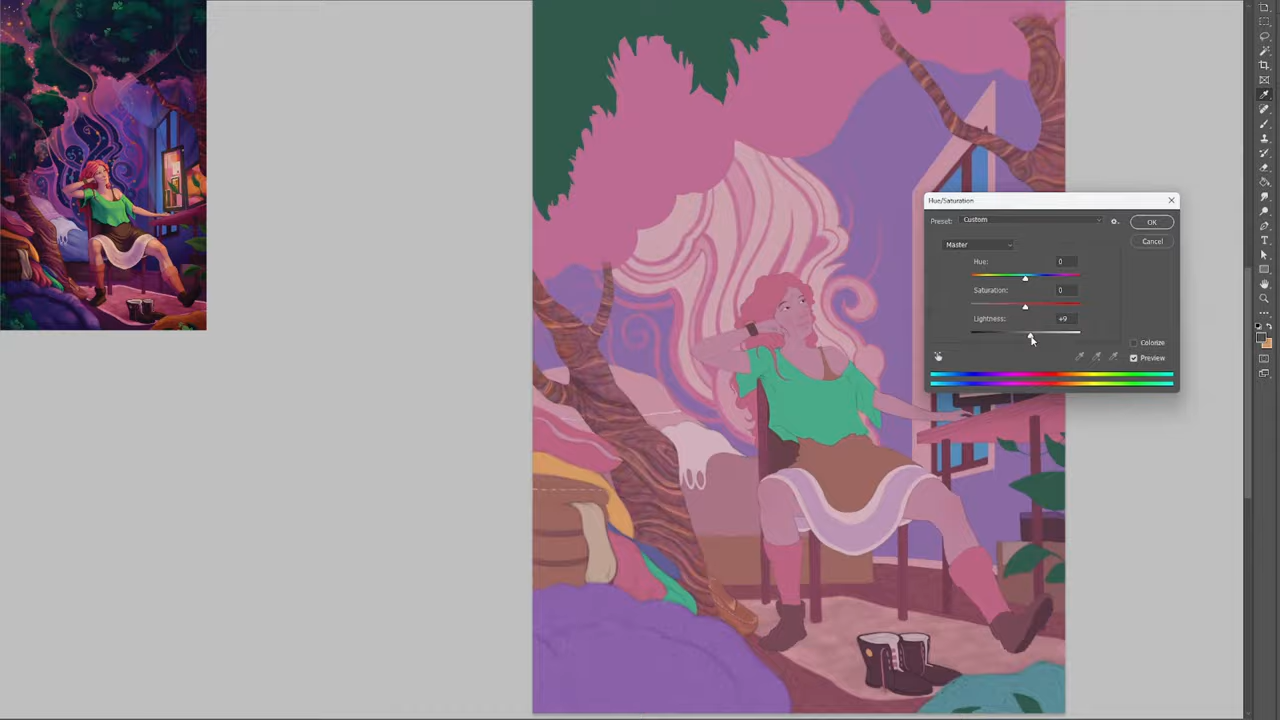 Hue/Saturation
Preset: Custom
OK
Master
Cancel
Hue: 0
Saturation: 0
Lightness: +9
Colorize
Preview